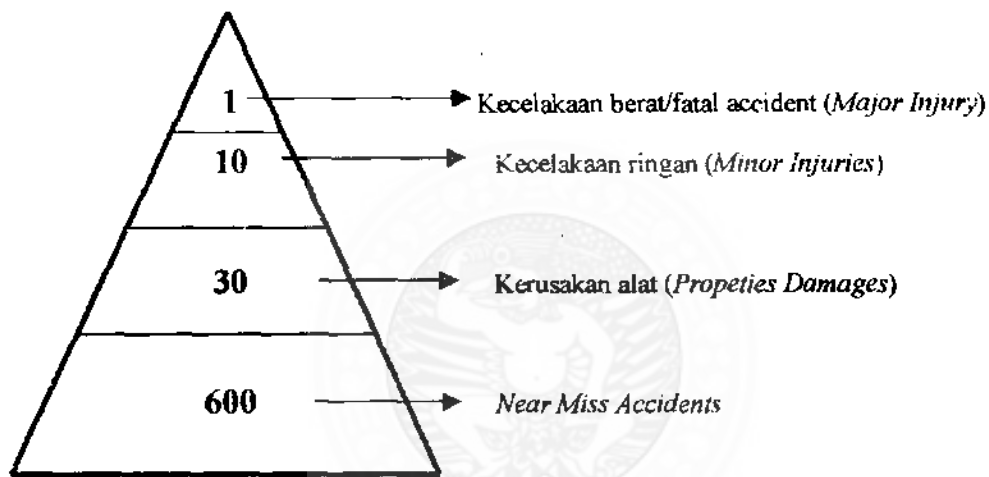 1 Kecelakaan berat/fatal accident (Major Injury)
10 Kecelakaan ringan (Minor Injuries)
30 Kerusakan alat (Propeties Damages)
600 Near Miss Accidents